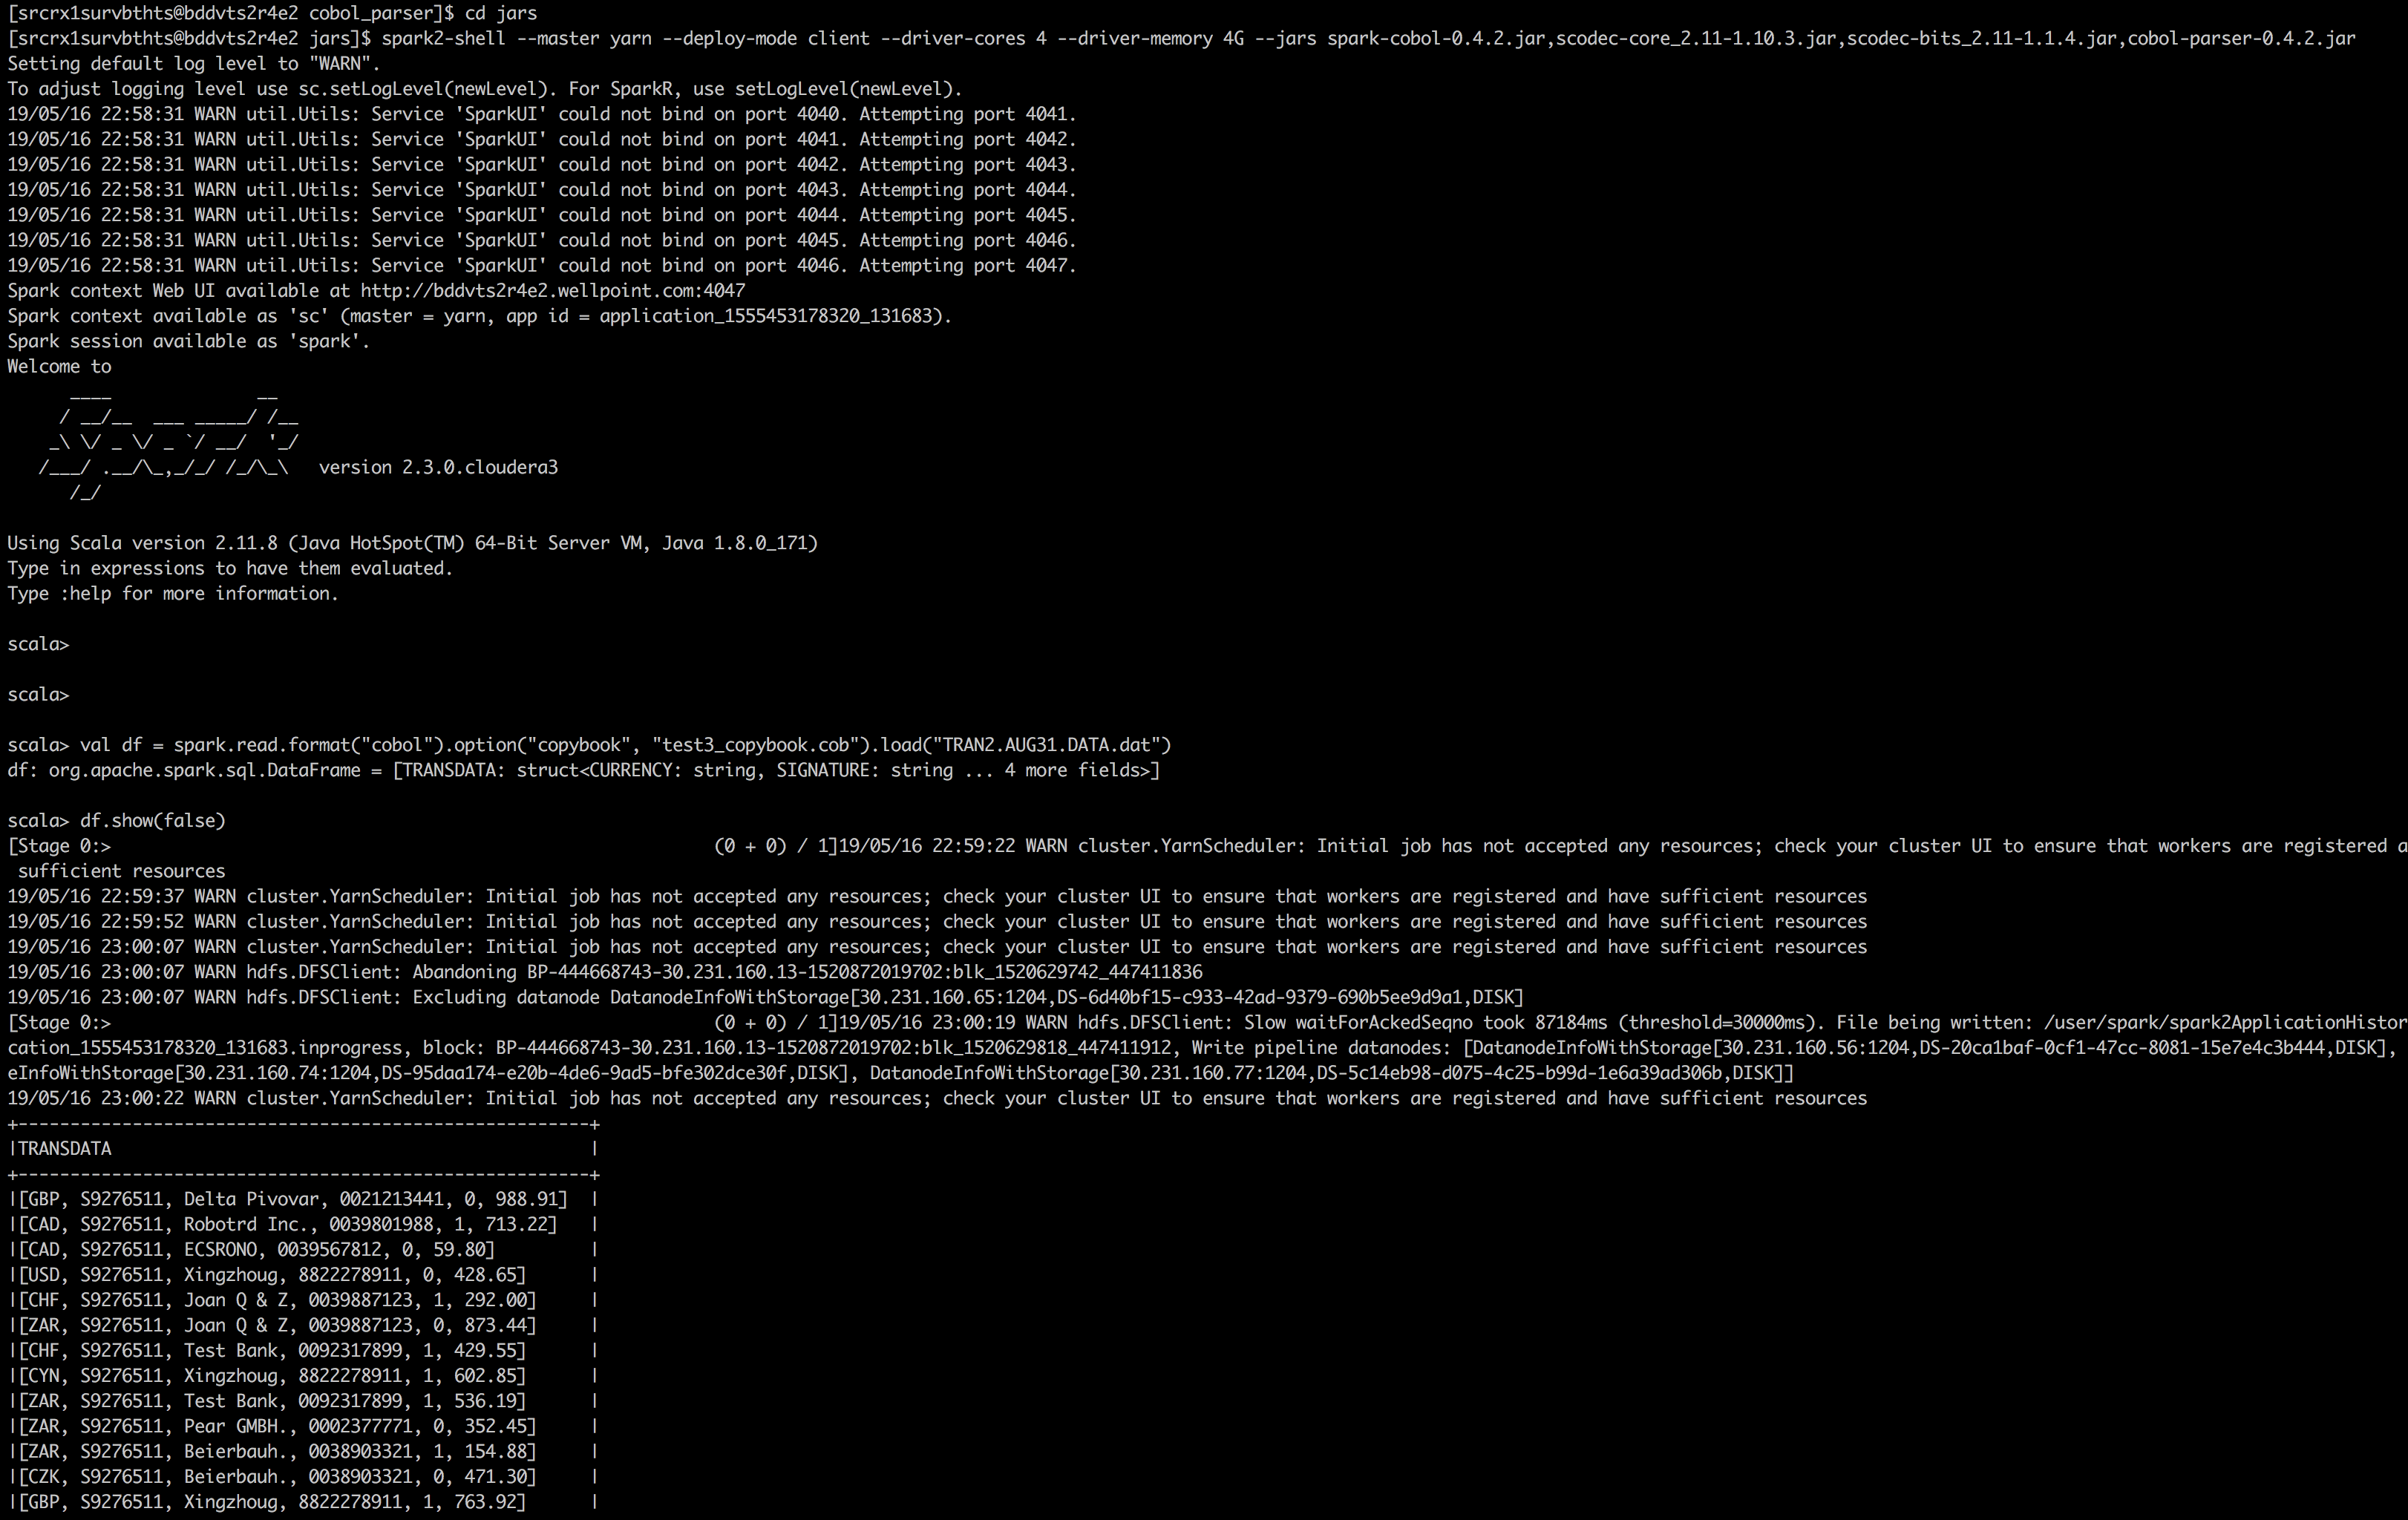 [srcrx1survbthts@bddvts2r4e2 cobol_parser]$ cd jars
[srcrx1survbthts@bddvts2r4e2 jars]$ spark2-shell --master yarn --deploy-mode client --driver-cores 4 --driver-memory 4G --jars spark-cobol-0.4.2.jar,scodec-core_2.11-1.10.3.jar,scodec-bits_2.11-1.1.4.jar,cobol-parser-0.4.2.jar
Setting default log level to "WARN".
To adjust logging level use sc.setLogLevel(newLevel). For SparkR, use setLogLevel(newLevel).
19/05/16 22:58:31 WARN util.Utils: Service 'SparkUI' could not bind on port 4040. Attempting port 4041.
19/05/16 22:58:31 WARN util.Utils: Service 'SparkUI' could not bind on port 4041. Attempting port 4042.
19/05/16 22:58:31 WARN util.Utils: Service 'SparkUI' could not bind on port 4042. Attempting port 4043.
19/05/16 22:58:31 WARN util.Utils: Service 'SparkUI' could not bind on port 4043. Attempting port 4044.
19/05/16 22:58:31 WARN util.Utils: Service 'SparkUI' could not bind on port 4044. Attempting port 4045.
19/05/16 22:58:31 WARN util.Utils: Service 'SparkUI' could not bind on port 4045. Attempting port 4046.
19/05/16 22:58:31 WARN util.Utils: Service 'SparkUI' could not bind on port 4046. Attempting port 4047.
Spark context Web UI available at http://bddvts2r4e2.wellpoint.com:4047
Spark context available as 'sc' (master = yarn, app id = application_1555453178320_131683).
Spark session available as 'spark'.
Welcome to
      ____              __
     / __/__  ___ _____/ /__
    _\ \/ _ \/ _ `/ __/  '_/
   /___/ .__/\_,_/_/ /_/\_\   version 2.3.0.cloudera3
      /_/
Using Scala version 2.11.8 (Java HotSpot(TM) 64-Bit Server VM, Java 1.8.0_171)
Type in expressions to have them evaluated.
Type :help for more information.
scala>
scala>
scala> val df = spark.read.format("cobol").option("copybook", "test3_copybook.cob").load("TRAN2.AUG31.DATA.dat")
df: org.apache.spark.sql.DataFrame = [TRANSDATA: struct<CURRENCY: string, SIGNATURE: string ... 4 more fields>]
scala> df.show(false)
[Stage 0:>                                                          (0 + 0) / 1]19/05/16 22:59:22 WARN cluster.YarnScheduler: Initial job has not accepted any resources; check your cluster UI to ensure that workers are registered a
 sufficient resources
19/05/16 22:59:37 WARN cluster.YarnScheduler: Initial job has not accepted any resources; check your cluster UI to ensure that workers are registered and have sufficient resources
19/05/16 22:59:52 WARN cluster.YarnScheduler: Initial job has not accepted any resources; check your cluster UI to ensure that workers are registered and have sufficient resources
19/05/16 23:00:07 WARN cluster.YarnScheduler: Initial job has not accepted any resources; check your cluster UI to ensure that workers are registered and have sufficient resources
19/05/16 23:00:07 WARN hdfs.DFSClient: Abandoning BP-444668743-30.231.160.13-1520872019702:blk_1520629742_447411836
19/05/16 23:00:07 WARN hdfs.DFSClient: Excluding datanode DatanodeInfoWithStorage[30.231.160.65:1204,DS-6d40bf15-c933-42ad-9379-690b5ee9d9a1,DISK]
[Stage 0:>                                                          (0 + 0) / 1]19/05/16 23:00:19 WARN hdfs.DFSClient: Slow waitForAckedSeqno took 87184ms (threshold=30000ms). File being written: /user/spark/spark2ApplicationHistor
cation_1555453178320_131683.inprogress, block: BP-444668743-30.231.160.13-1520872019702:blk_1520629818_447411912, Write pipeline datanodes: [DatanodeInfoWithStorage[30.231.160.56:1204,DS-20ca1baf-0cf1-47cc-8081-15e7e4c3b444,DISK],
eInfoWithStorage[30.231.160.74:1204,DS-95daa174-e20b-4de6-9ad5-bfe302dce30f,DISK], DatanodeInfoWithStorage[30.231.160.77:1204,DS-5c14eb98-d075-4c25-b99d-1e6a39ad306b,DISK]]
19/05/16 23:00:22 WARN cluster.YarnScheduler: Initial job has not accepted any resources; check your cluster UI to ensure that workers are registered and have sufficient resources
+-------------------------------------------------------+
|TRANSDATA                                              |
+-------------------------------------------------------+
|[GBP, S9276511, Delta Pivovar, 0021213441, 0, 988.91]  |
|[CAD, S9276511, Robotrd Inc., 0039801988, 1, 713.22]   |
|[CAD, S9276511, ECSRONO, 0039567812, 0, 59.80]         |
|[USD, S9276511, Xingzhoug, 8822278911, 0, 428.65]      |
|[CHF, S9276511, Joan Q & Z, 0039887123, 1, 292.00]     |
|[ZAR, S9276511, Joan Q & Z, 0039887123, 0, 873.44]     |
|[CHF, S9276511, Test Bank, 0092317899, 1, 429.55]      |
|[CYN, S9276511, Xingzhoug, 8822278911, 1, 602.85]      |
|[ZAR, S9276511, Test Bank, 0092317899, 1, 536.19]      |
|[ZAR, S9276511, Pear GMBH., 0002377771, 0, 352.45]     |
|[ZAR, S9276511, Beierbauh., 0038903321, 1, 154.88]     |
|[CZK, S9276511, Beierbauh., 0038903321, 0, 471.30]     |
|[GBP, S9276511, Xingzhoug, 8822278911, 1, 763.92]      |